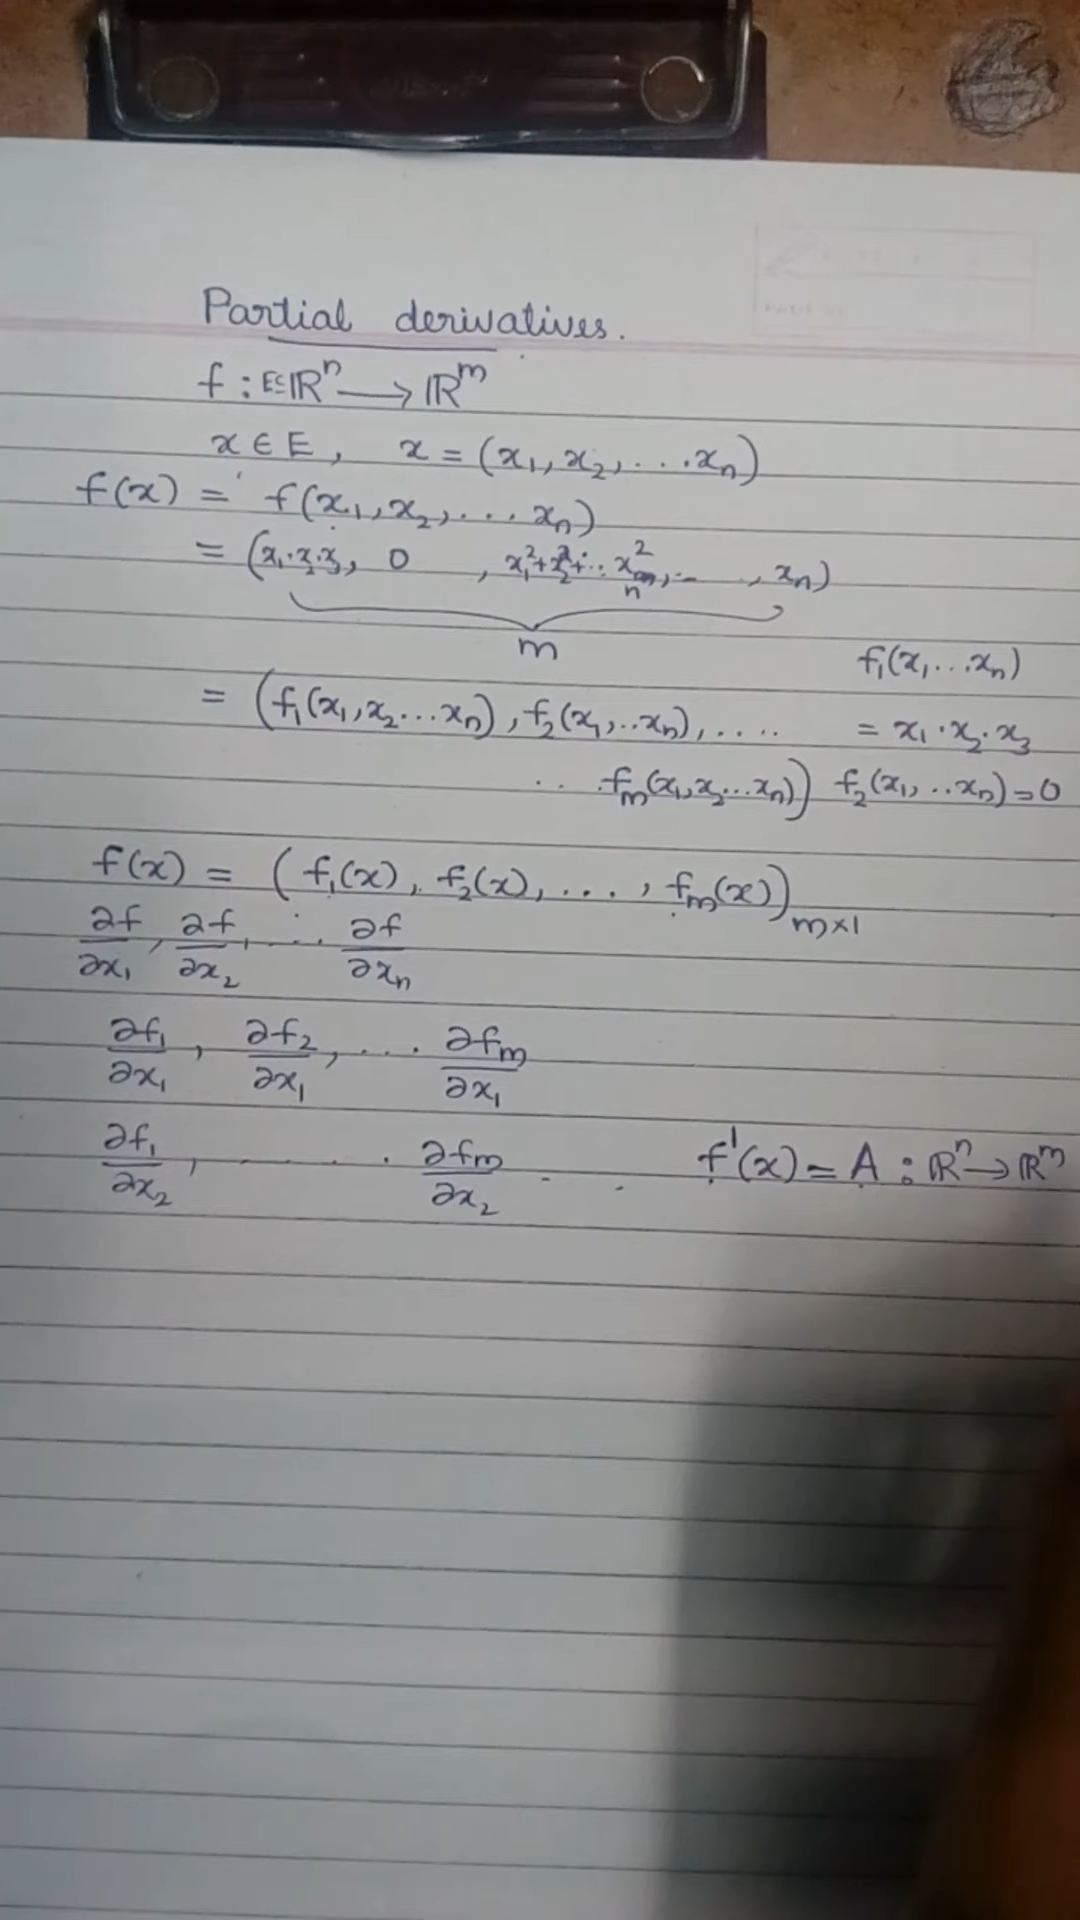 Partial derivatives.
f : E⊆ℝⁿ ⟶ ℝᵐ
x ∈ E, x = (x₁, x₂, ... xₙ)
f(x) = f(x₁, x₂, ... xₙ)
= (x₁·x₂·x₃, 0, x₁²+x₂²+.. xₙ², - ..., xₙ)
m
f₁(x₁...xₙ)
= (f₁(x₁,x₂...xₙ), f₂(x₁,..xₙ), ....
= x₁·x₂·x₃
.. fₘ(x₁,x₂...xₙ))
f₂(x₁, ..xₙ)=0
f(x) = (f₁(x), f₂(x), ..., fₘ(x))ₘₓ₁
∂f/∂x₁, ∂f/∂x₂, ... ∂f/∂xₙ
∂f₁/∂x₁, ∂f₂/∂x₁, ... ∂fₘ/∂x₁
∂f₁/∂x₂, ..... ∂fₘ/∂x₂ - . .
f'(x) = A : ℝⁿ → ℝᵐ